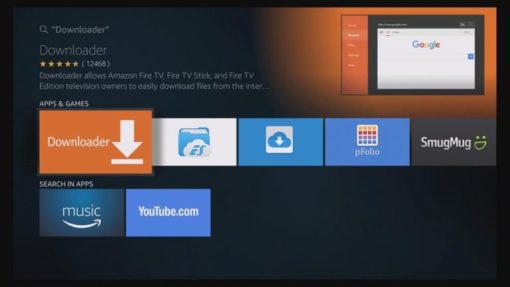 "Downloader"
Downloader
(12468)
Downloader allows Amazon Fire TV, Fire TV Stick, and Fire TV
Edition television owners to easily download files from the inter...
Google
APPS & GAMES
Downloader
ES
pFolio
SmugMug
SEARCH IN APPS
music
YouTube.com